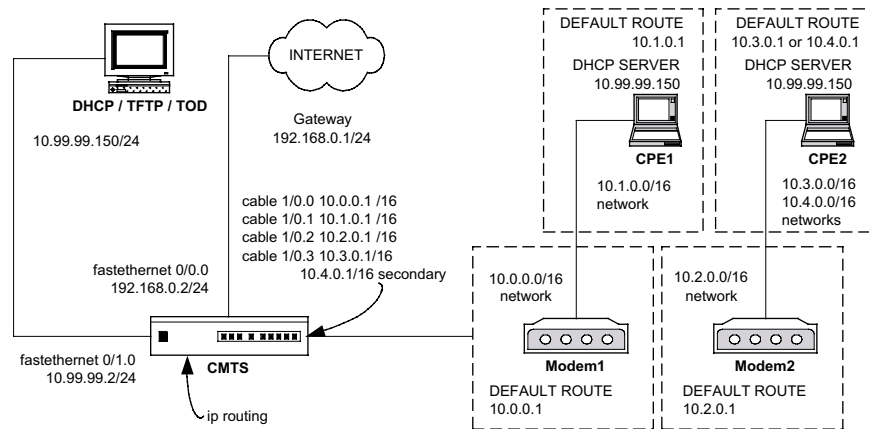 DHCP / TFTP / TOD
10.99.99.150/24
INTERNET
Gateway
192.168.0.1/24
cable 1/0.0 10.0.0.1 /16
cable 1/0.1 10.1.0.1 /16
cable 1/0.2 10.2.0.1 /16
cable 1/0.3 10.3.0.1/16
10.4.0.1/16 secondary
fastethernet 0/0.0
192.168.0.2/24
fastethernet 0/1.0
10.99.99.2/24
CMTS
ip routing
DEFAULT ROUTE
10.1.0.1
DHCP SERVER
10.99.99.150
CPE1
10.1.0.0/16
network
DEFAULT ROUTE
10.3.0.1 or 10.4.0.1
DHCP SERVER
10.99.99.150
CPE2
10.3.0.0/16
10.4.0.0/16
networks
10.0.0.0/16
network
Modem1
DEFAULT ROUTE
10.0.0.1
10.2.0.0/16
network
Modem2
DEFAULT ROUTE
10.2.0.1